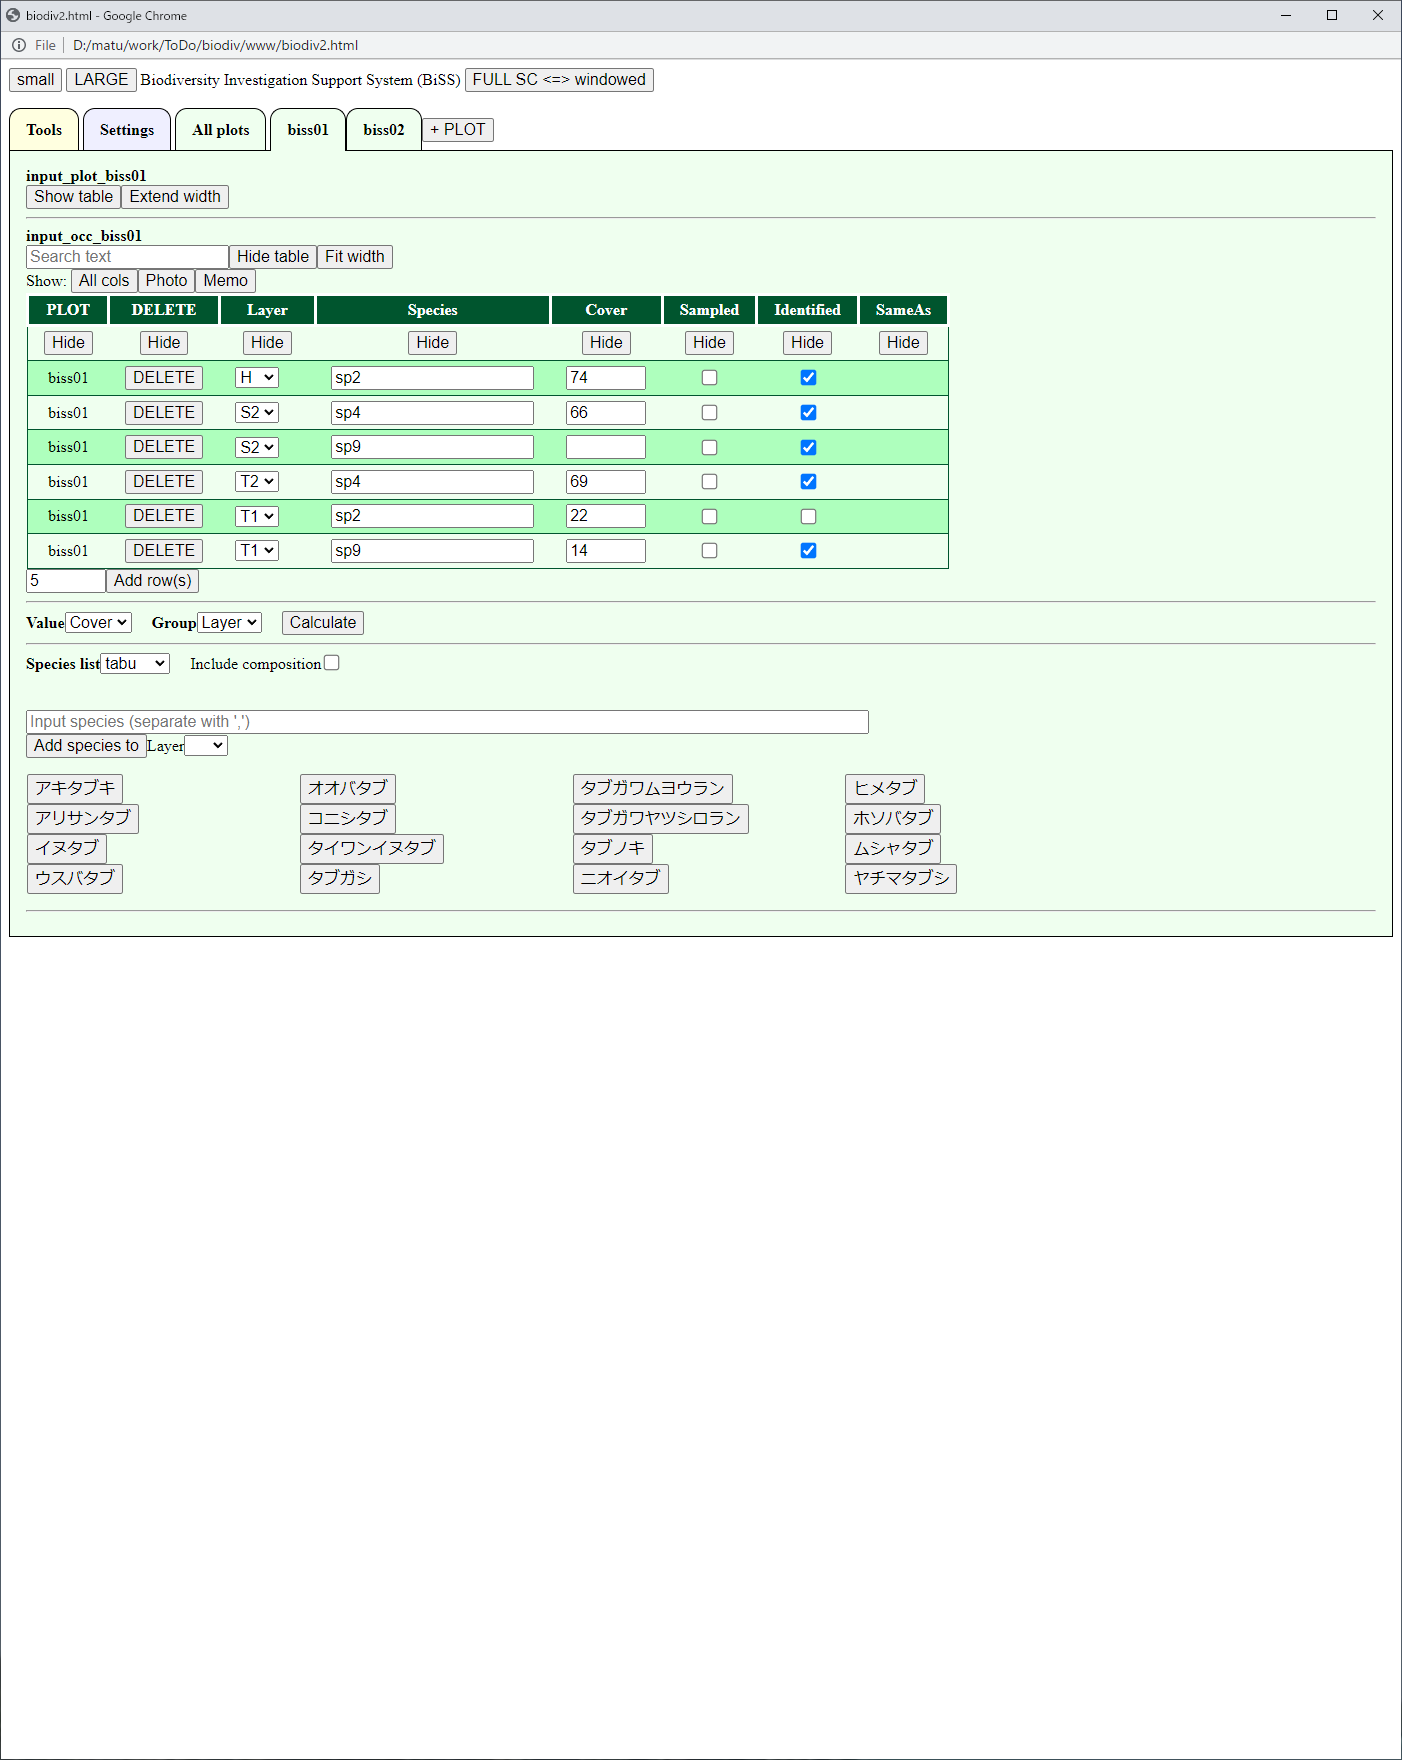 biodiv2.html - Google Chrome
File D:/matu/work/ToDo/biodiv/www/biodiv2.html
small LARGE Biodiversity Investigation Support System (BiSS) FULL SC <=> windowed
Tools Settings All plots biss01 biss02 + PLOT
input_plot_biss01
Show table Extend width
input_occ_biss01
Search text Hide table Fit width
Show: All cols Photo Memo
PLOT DELETE Layer Species Cover Sampled Identified SameAs
Hide Hide Hide Hide Hide Hide Hide Hide
biss01 DELETE H sp2 74
biss01 DELETE S2 sp4 66
biss01 DELETE S2 sp9
biss01 DELETE T2 sp4 69
biss01 DELETE T1 sp2 22
biss01 DELETE T1 sp9 14
5 Add row(s)
Value Cover Group Layer Calculate
Species list tabu Include composition
Input species (separate with ',')
Add species to Layer
アキタブキ オオバタブ タブガワムヨウラン ヒメタブ
アリサンタブ コニシタブ タブガワヤツシロラン ホソバタブ
イヌタブ タイワンイヌタブ タブノキ ムシャタブ
ウスバタブ タブガシ ニオイタブ ヤチマタブシ